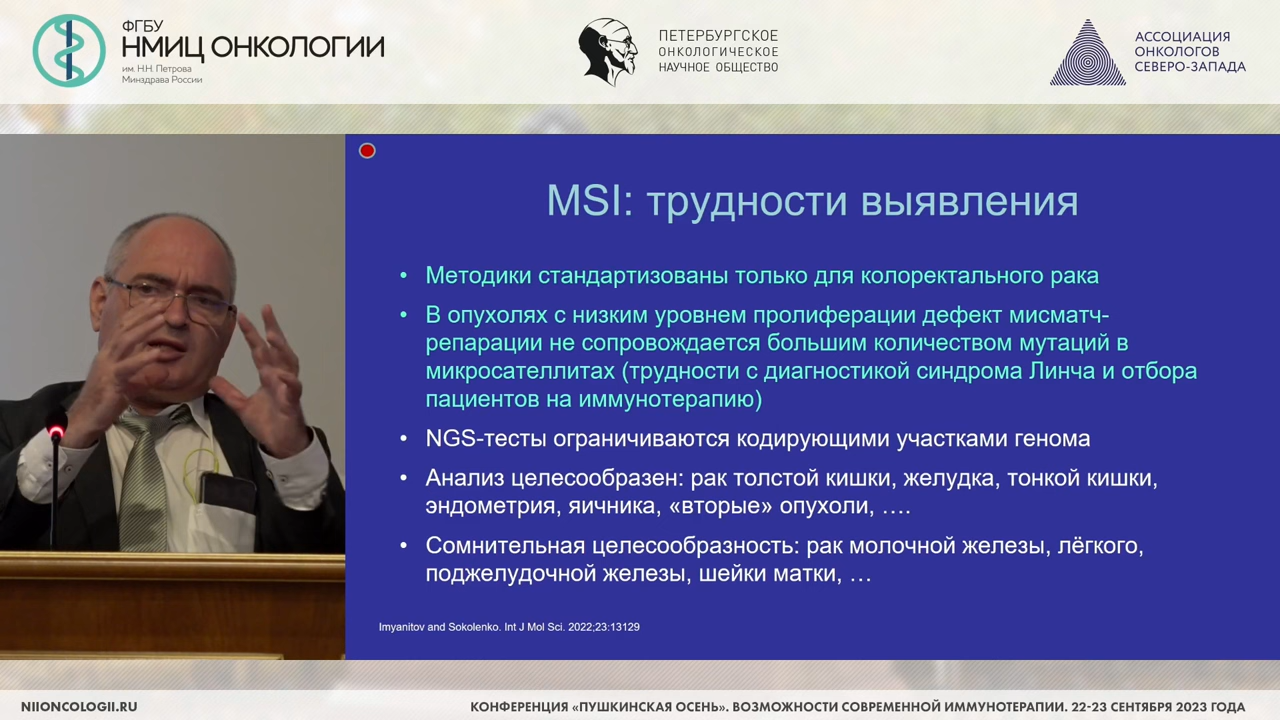 ФГБУ
НМИЦ ОНКОЛОГИИ
им. Н.Н. Петрова
Минздрава России
ПЕТЕРБУРГСКОЕ
ОНКОЛОГИЧЕСКОЕ
НАУЧНОЕ ОБЩЕСТВО
АССОЦИАЦИЯ
ОНКОЛОГОВ
СЕВЕРО-ЗАПАДА
MSI: трудности выявления
• Методики стандартизованы только для колоректального рака
• В опухолях с низким уровнем пролиферации дефект мисматч-
репарации не сопровождается большим количеством мутаций в
микросателлитах (трудности с диагностикой синдрома Линча и отбора
пациентов на иммунотерапию)
• NGS-тесты ограничиваются кодирующими участками генома
• Анализ целесообразен: рак толстой кишки, желудка, тонкой кишки,
эндометрия, яичника, «вторые» опухоли, ….
• Сомнительная целесообразность: рак молочной железы, лёгкого,
поджелудочной железы, шейки матки, …
Imyanitov and Sokolenko. Int J Mol Sci. 2022;23:13129
NIIONCOLOGII.RU
КОНФЕРЕНЦИЯ «ПУШКИНСКАЯ ОСЕНЬ». ВОЗМОЖНОСТИ СОВРЕМЕННОЙ ИММУНОТЕРАПИИ. 22-23 СЕНТЯБРЯ 2023 ГОДА